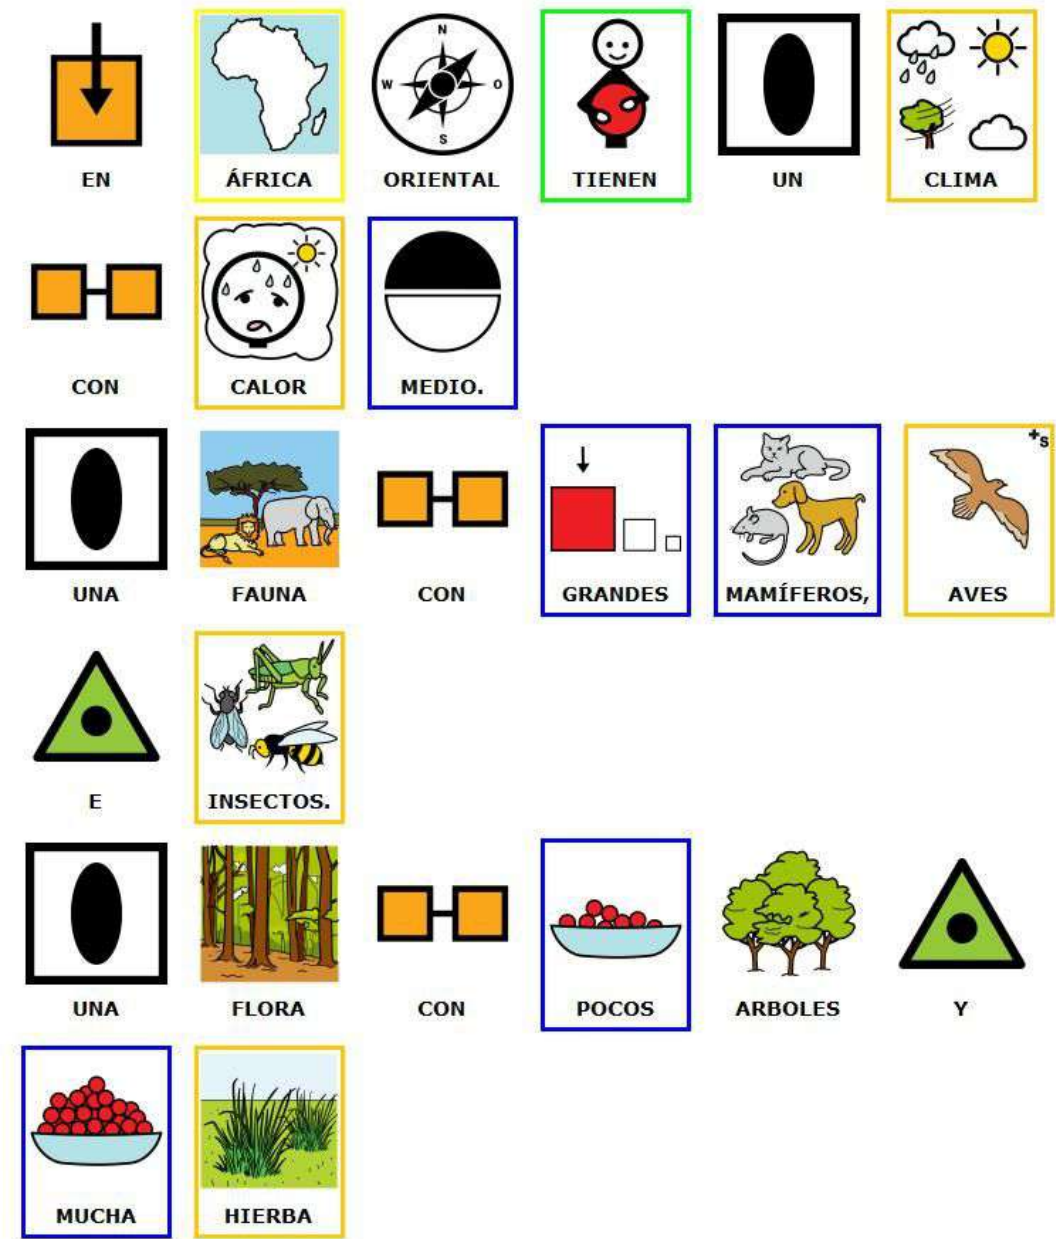 N
W O
S
EN ÁFRICA ORIENTAL TIENEN UN CLIMA
CON CALOR MEDIO.
+s
UNA FAUNA CON GRANDES MAMÍFEROS, AVES
E INSECTOS.
UNA FLORA CON POCOS ARBOLES Y
MUCHA HIERBA